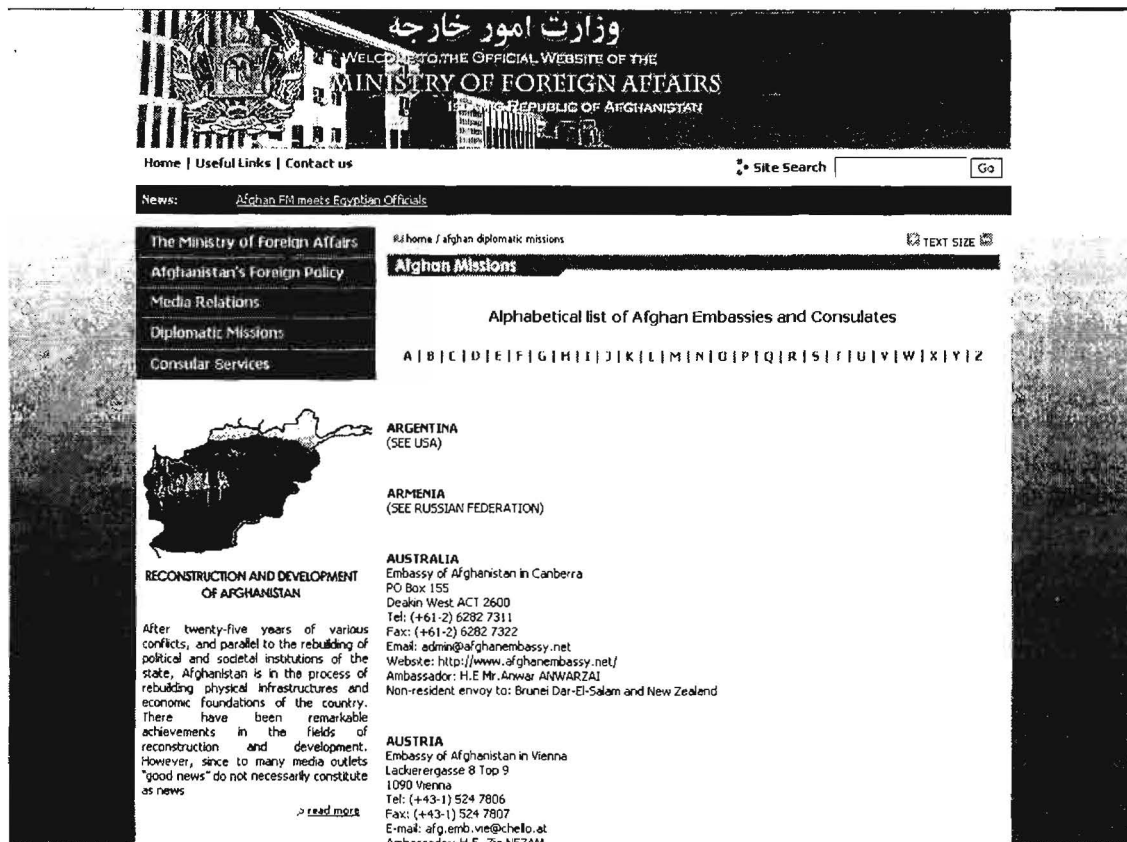 وزارت امور خارجه
WELCOME TO THE OFFICIAL WEBSITE OF THE
MINISTRY OF FOREIGN AFFAIRS
ISLAMIC REPUBLIC OF AFGHANISTAN
Home | Useful Links | Contact us
Site Search
Go
News: Afghan FM meets Egyptian Officials
The Ministry of Foreign Affairs
Afghanistan's Foreign Policy
Media Relations
Diplomatic Missions
Consular Services
RECONSTRUCTION AND DEVELOPMENT
OF AFGHANISTAN
After twenty-five years of various
conflicts, and parallel to the rebuilding of
political and societal institutions of the
state, Afghanistan is in the process of
rebuilding physical infrastructures and
economic foundations of the country.
There have been remarkable
achievements in the fields of
reconstruction and development.
However, since to many media outlets
"good news" do not necessarily constitute
as news
read more
home / afghan diplomatic missions
TEXT SIZE
Afghan Missions
Alphabetical list of Afghan Embassies and Consulates
A | B | C | D | E | F | G | H | I | J | K | L | M | N | O | P | Q | R | S | T | U | V | W | X | Y | Z
ARGENTINA
(SEE USA)
ARMENIA
(SEE RUSSIAN FEDERATION)
AUSTRALIA
Embassy of Afghanistan in Canberra
PO Box 155
Deakin West ACT 2600
Tel: (+61-2) 6282 7311
Fax: (+61-2) 6282 7322
Email: admin@afghanembassy.net
Website: http://www.afghanembassy.net/
Ambassador: H.E Mr.Anwar ANWARZAI
Non-resident envoy to: Brunei Dar-El-Salam and New Zealand
AUSTRIA
Embassy of Afghanistan in Vienna
Lackierergasse 8 Top 9
1090 Vienna
Tel: (+43-1) 524 7806
Fax: (+43-1) 524 7807
E-mail: afg.emb.vie@chello.at
Ambassador: H.E. Zia NEZAM